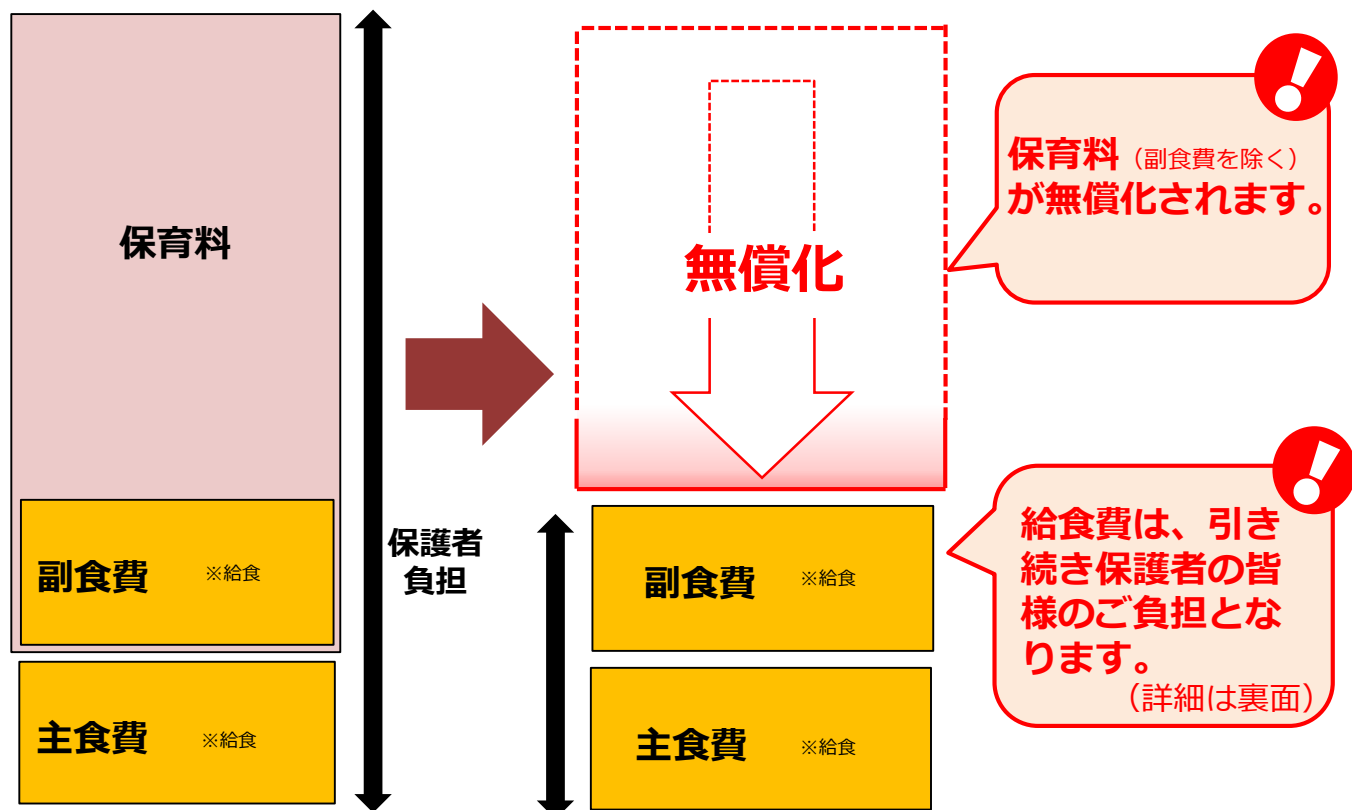 保育料
副食費 ※給食
主食費 ※給食
保護者
負担
無償化
副食費 ※給食
主食費 ※給食
保育料（副食費を除く）
が無償化されます。
給食費は、引き
続き保護者の皆
様のご負担とな
ります。
（詳細は裏面）